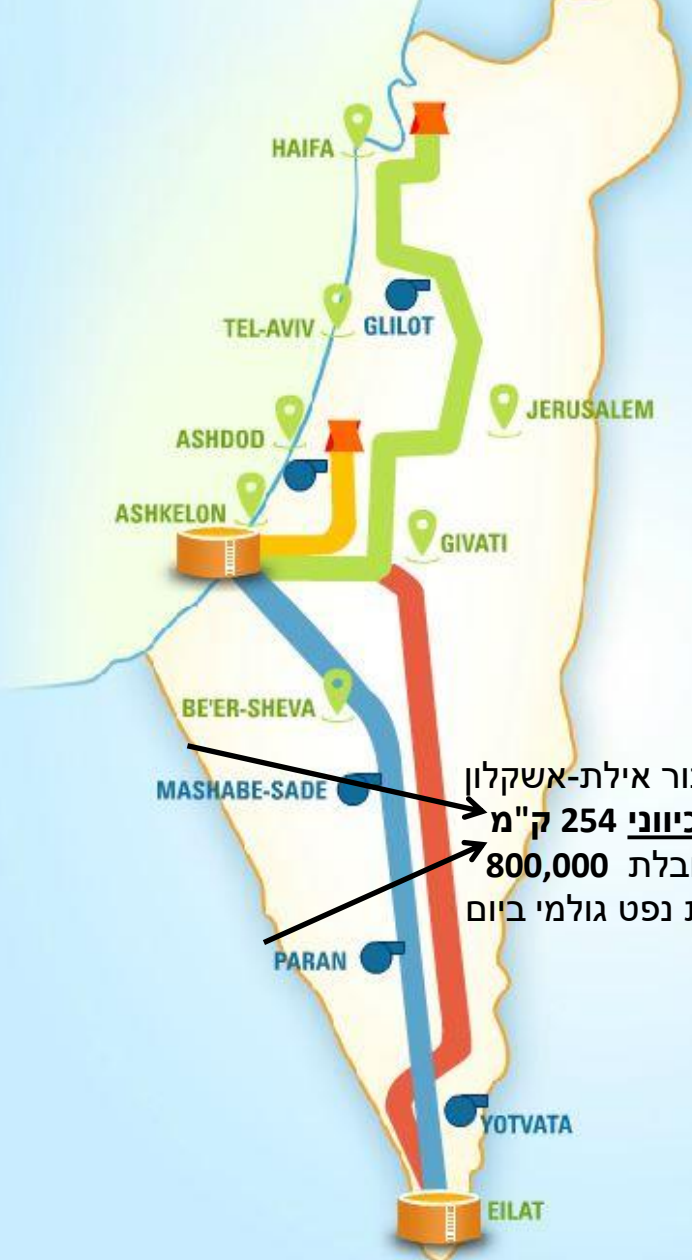 HAIFA
TEL-AVIV
GLILOT
ASHDOD
JERUSALEM
ASHKELON
GIVATI
BE'ER-SHEVA
אילת-אשקלון
254 ק"מ
MASHABE-SADE
800,000
נפט גולמי ביום
PARAN
YOTVATA
EILAT